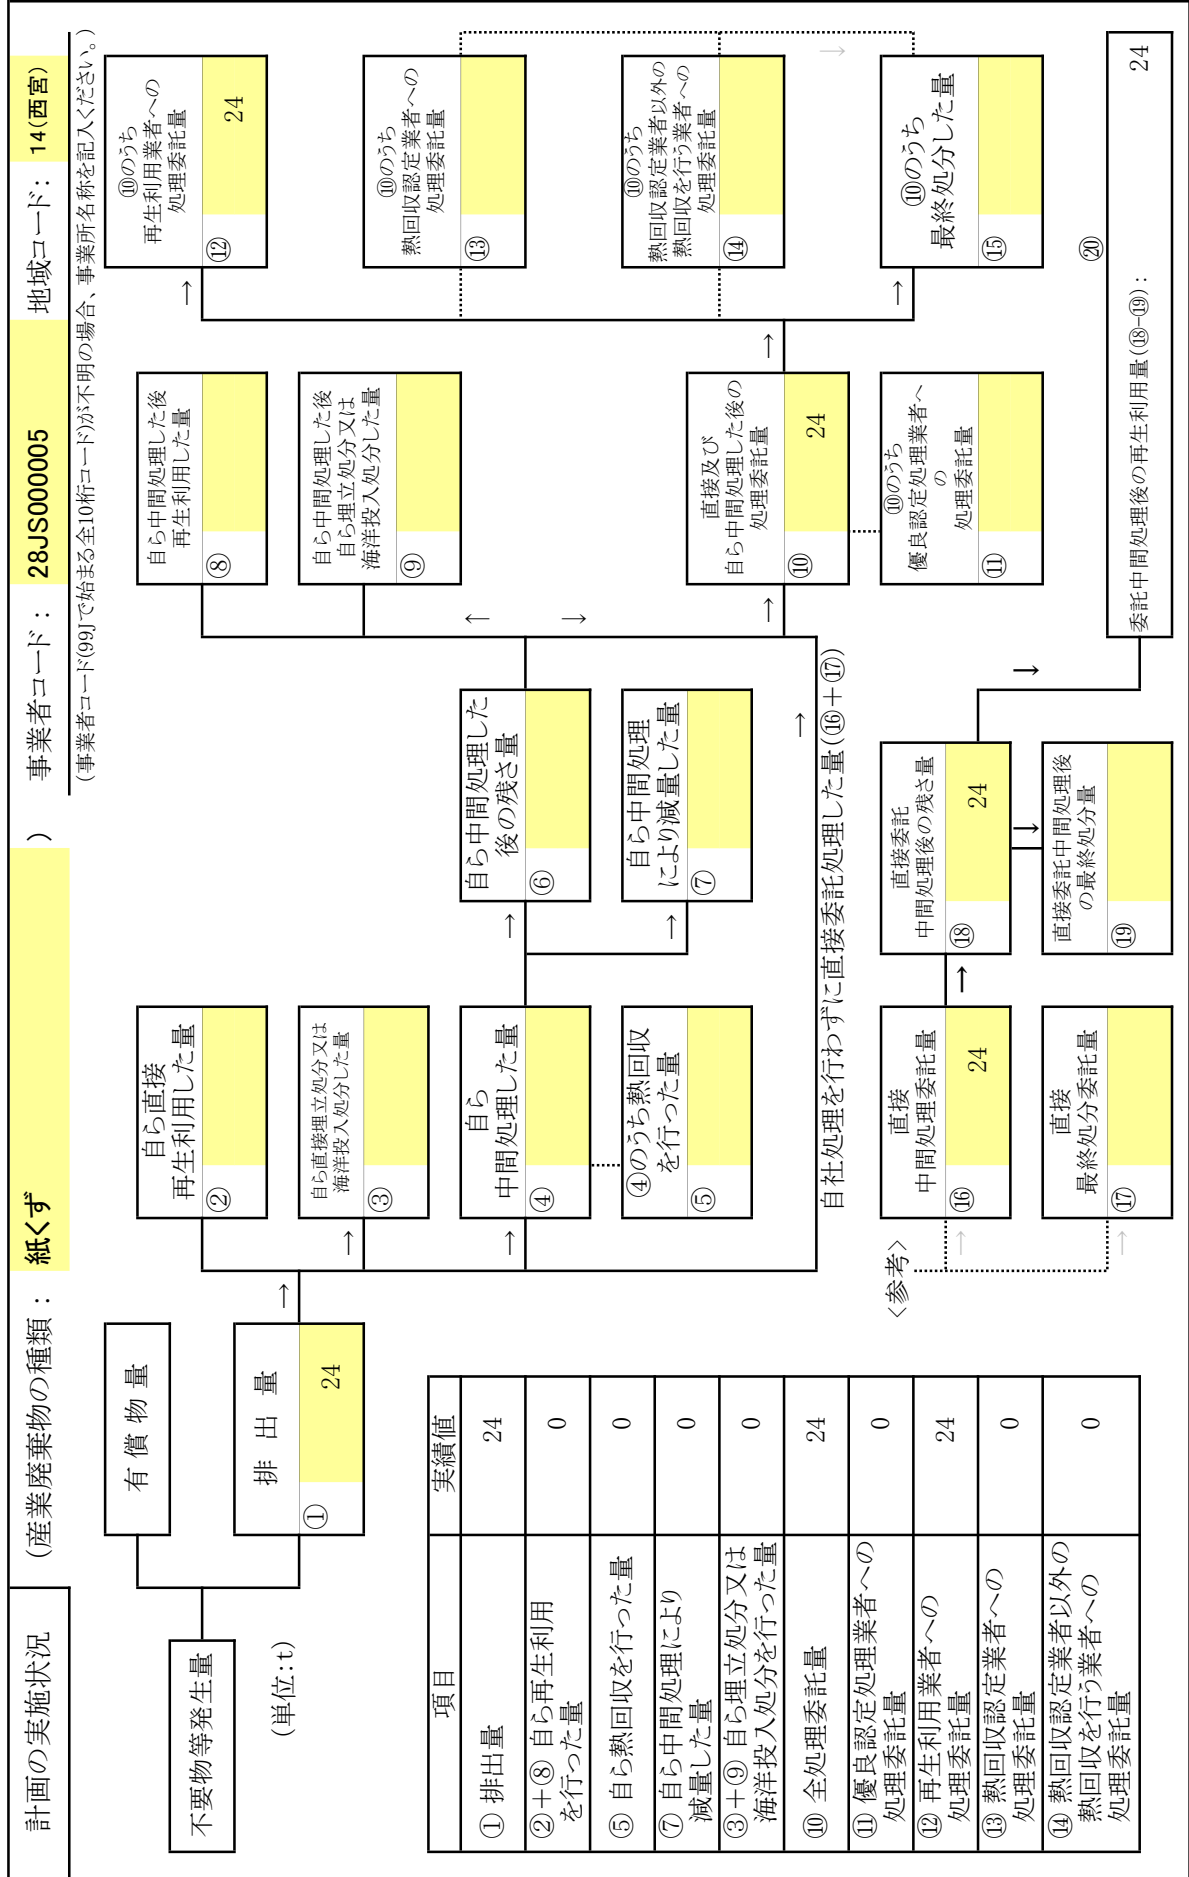 計画の実施状況
(産業廃棄物の種類：
紙くず
)
事業者コード：
28JS000005
地域コード：
14(西宮)
(事業者コード(99Jで始まる全10桁コード)が不明の場合、事業所名称を記入ください。)
不要物等発生量
(単位:t)
有 償 物 量
排 出 量
①
24
→
自ら直接
再生利用した量
②
→
自ら直接埋立処分又は
海洋投入処分した量
③
→
自ら
中間処理した量
④
④のうち熱回収
を行った量
⑤
→
自ら中間処理した
後の残さ量
⑥
→
自ら中間処理
により減量した量
⑦
↑
↓
自ら中間処理した後
再生利用した量
⑧
自ら中間処理した後
自ら埋立処分又は
海洋投入処分した量
⑨
→
直接及び
自ら中間処理した後の
処理委託量
⑩
24
⑩のうち
優良認定処理業者へ
の
処理委託量
⑪
→
→
⑩のうち
再生利用業者への
処理委託量
⑫
24
⑩のうち
熱回収認定業者への
処理委託量
⑬
⑩のうち
熱回収認定業者以外の
熱回収を行う業者への
処理委託量
⑭
↓
→
⑩のうち
最終処分した量
⑮
→
自社処理を行わずに直接委託処理した量(⑯＋⑰)
<参考>
→
直接
中間処理委託量
⑯
24
→
直接
最終処分委託量
⑰
→
直接委託
中間処理後の残さ量
⑱
24
↓
直接委託中間処理後
の最終処分量
⑲
↓
⑳
委託中間処理後の再生利用量(⑱-⑲)：
24
項目
実績値
① 排出量
24
②＋⑧ 自ら再生利用
を行った量
0
⑤ 自ら熱回収を行った量
0
⑦ 自ら中間処理により
減量した量
0
③＋⑨ 自ら埋立処分又は
海洋投入処分を行った量
0
⑩ 全処理委託量
24
⑪ 優良認定処理業者への
処理委託量
0
⑫ 再生利用業者への
処理委託量
24
⑬ 熱回収認定業者への
処理委託量
0
⑭ 熱回収認定業者以外の
熱回収を行う業者への
処理委託量
0